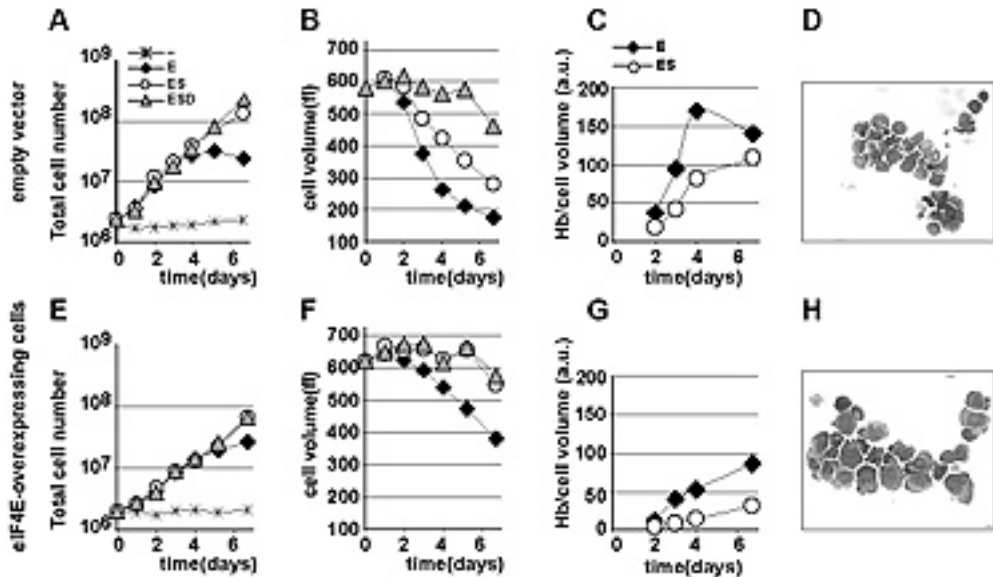 A
B
C
D
empty vector
Total cell number
10⁹
10⁸
10⁷
10⁶
-
E
ES
ESD
0 2 4 6
time(days)
cell volume(fl)
700
600
500
400
300
200
100
0 2 4 6
time(days)
E
ES
Hb/cell volume (a.u.)
200
150
100
50
0
0 2 4 6
time(days)
E
F
G
H
eIF4E-overexpressing cells
Total cell number
10⁹
10⁸
10⁷
10⁶
0 2 4 6
time(days)
cell volume(fl)
700
600
500
400
300
200
100
0 2 4 6
time(days)
Hb/cell volume (a.u.)
200
150
100
50
0
0 2 4 6
time(days)